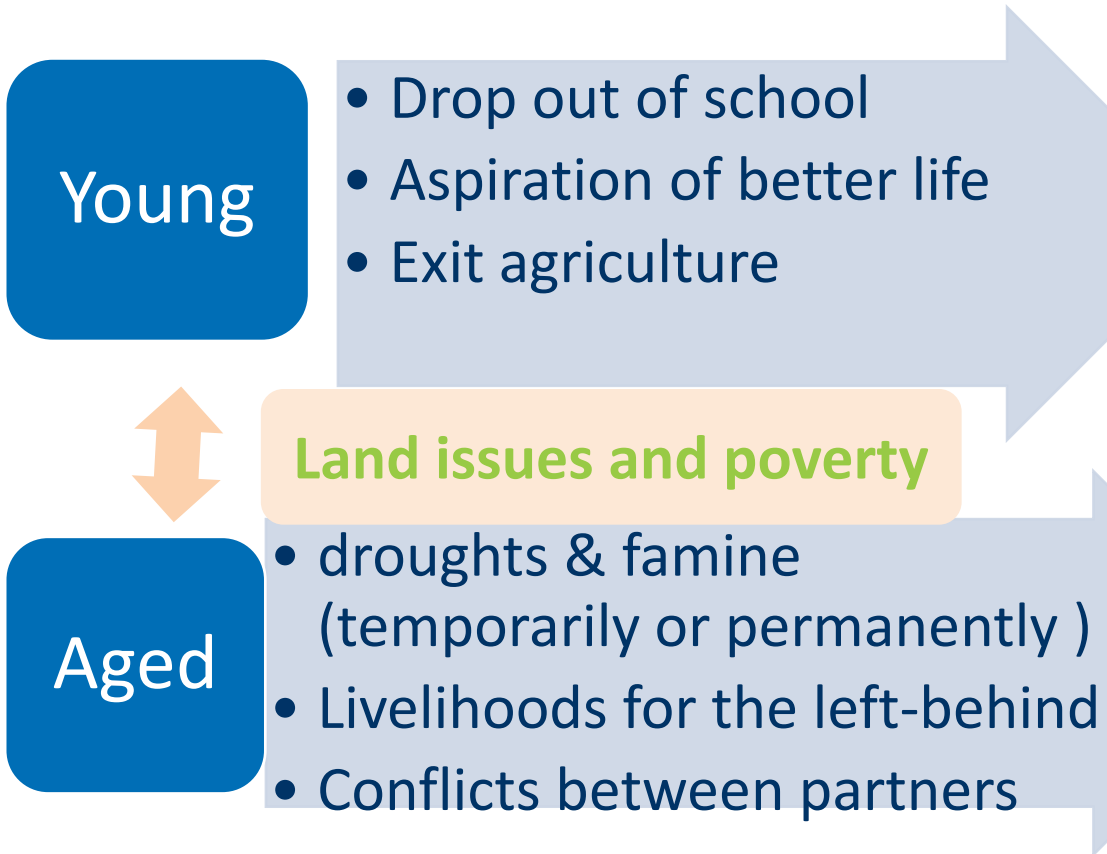 Young
• Drop out of school
• Aspiration of better life
• Exit agriculture
Land issues and poverty
Aged
• droughts & famine
(temporarily or permanently )
• Livelihoods for the left-behind
• Conflicts between partners